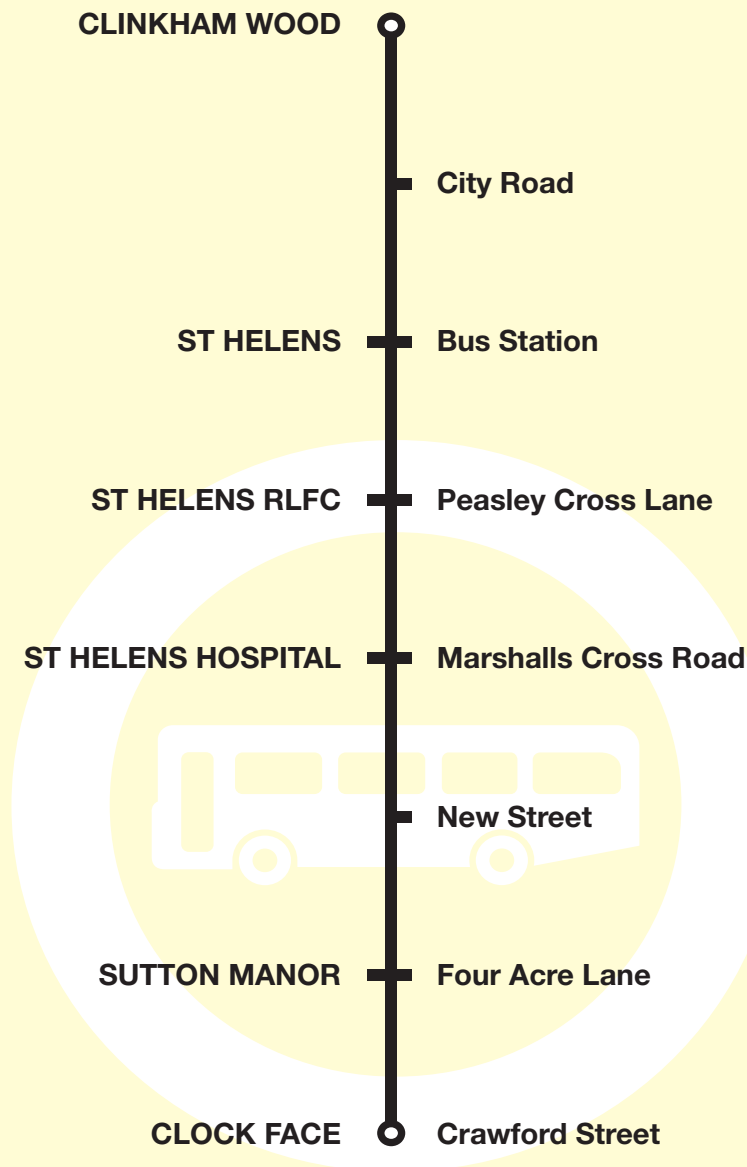 CLINKHAM WOOD
City Road
ST HELENS Bus Station
ST HELENS RLFC Peasley Cross Lane
ST HELENS HOSPITAL Marshalls Cross Road
New Street
SUTTON MANOR Four Acre Lane
CLOCK FACE Crawford Street